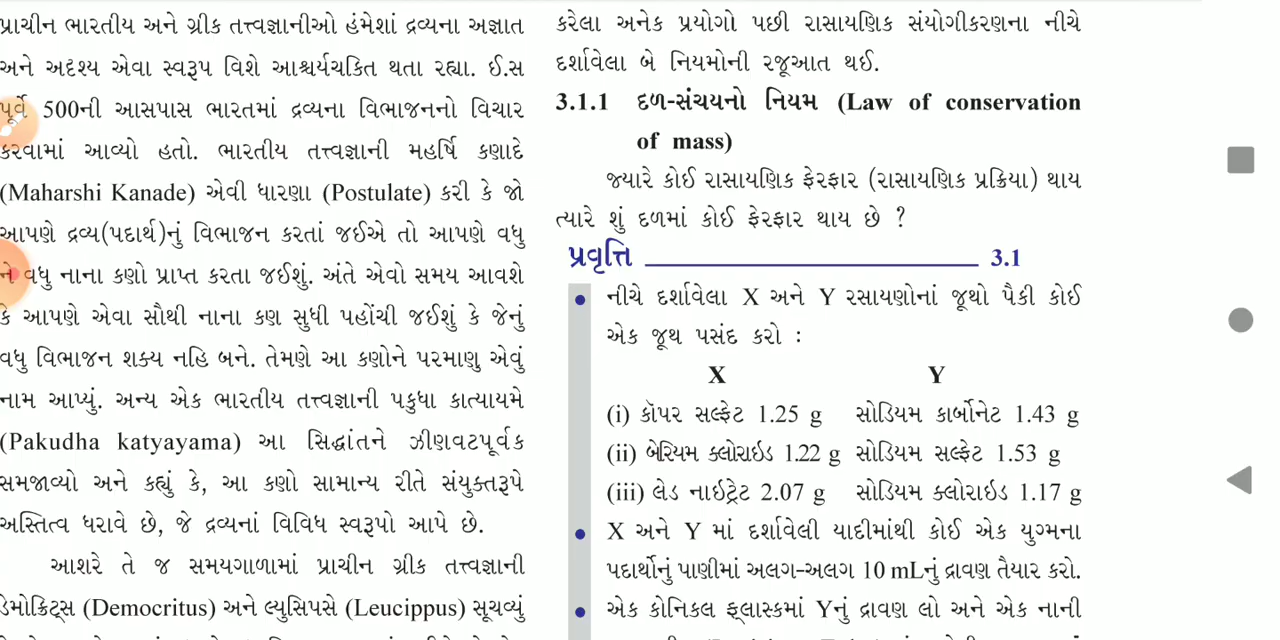 પ્રાચીન ભારતીય અને ગ્રીક તત્ત્વજ્ઞાનીઓ હંમેશાં દ્રવ્યના અજ્ઞાત
અને અદૃશ્ય એવા સ્વરૂપ વિશે આશ્ચર્યચકિત થતા રહ્યા. ઈ.સ
પૂર્વે 500ની આસપાસ ભારતમાં દ્રવ્યના વિભાજનનો વિચાર
કરવામાં આવ્યો હતો. ભારતીય તત્ત્વજ્ઞાની મહર્ષિ કણાદે
(Maharshi Kanade) એવી ધારણા (Postulate) કરી કે જો
આપણે દ્રવ્ય(પદાર્થ)નું વિભાજન કરતાં જઈએ તો આપણે વધુ
ને વધુ નાના કણો પ્રાપ્ત કરતા જઈશું. અંતે એવો સમય આવશે
કે આપણે એવા સૌથી નાના કણ સુધી પહોંચી જઈશું કે જેનું
વધુ વિભાજન શક્ય નહિ બને. તેમણે આ કણોને પરમાણુ એવું
નામ આપ્યું. અન્ય એક ભારતીય તત્ત્વજ્ઞાની પકુધા કાત્યાયમે
(Pakudha katyayama) આ સિદ્ધાંતને ઝીણવટપૂર્વક
સમજાવ્યો અને કહ્યું કે, આ કણો સામાન્ય રીતે સંયુક્તરૂપે
અસ્તિત્વ ધરાવે છે, જે દ્રવ્યનાં વિવિધ સ્વરૂપો આપે છે.
આશરે તે જ સમયગાળામાં પ્રાચીન ગ્રીક તત્ત્વજ્ઞાની
ડેમોક્રિટ્સ (Democritus) અને લ્યુસિપસે (Leucippus) સૂચવ્યું
કરેલા અનેક પ્રયોગો પછી રાસાયણિક સંયોગીકરણના નીચે
દર્શાવેલા બે નિયમોની રજૂઆત થઈ.
3.1.1 દળ-સંચયનો નિયમ (Law of conservation
of mass)
જ્યારે કોઈ રાસાયણિક ફેરફાર (રાસાયણિક પ્રક્રિયા) થાય
ત્યારે શું દળમાં કોઈ ફેરફાર થાય છે ?
પ્રવૃત્તિ 3.1
• નીચે દર્શાવેલા X અને Y રસાયણોનાં જૂથો પૈકી કોઈ
એક જૂથ પસંદ કરો :
X Y
(i) કૉપર સલ્ફેટ 1.25 g સોડિયમ કાર્બોનેટ 1.43 g
(ii) બેરિયમ ક્લોરાઇડ 1.22 g સોડિયમ સલ્ફેટ 1.53 g
(iii) લેડ નાઇટ્રેટ 2.07 g સોડિયમ ક્લોરાઇડ 1.17 g
• X અને Y માં દર્શાવેલી યાદીમાંથી કોઈ એક યુગ્મના
પદાર્થોનું પાણીમાં અલગ-અલગ 10 mLનું દ્રાવણ તૈયાર કરો.
• એક કોનિકલ ફ્લાસ્કમાં Yનું દ્રાવણ લો અને એક નાની